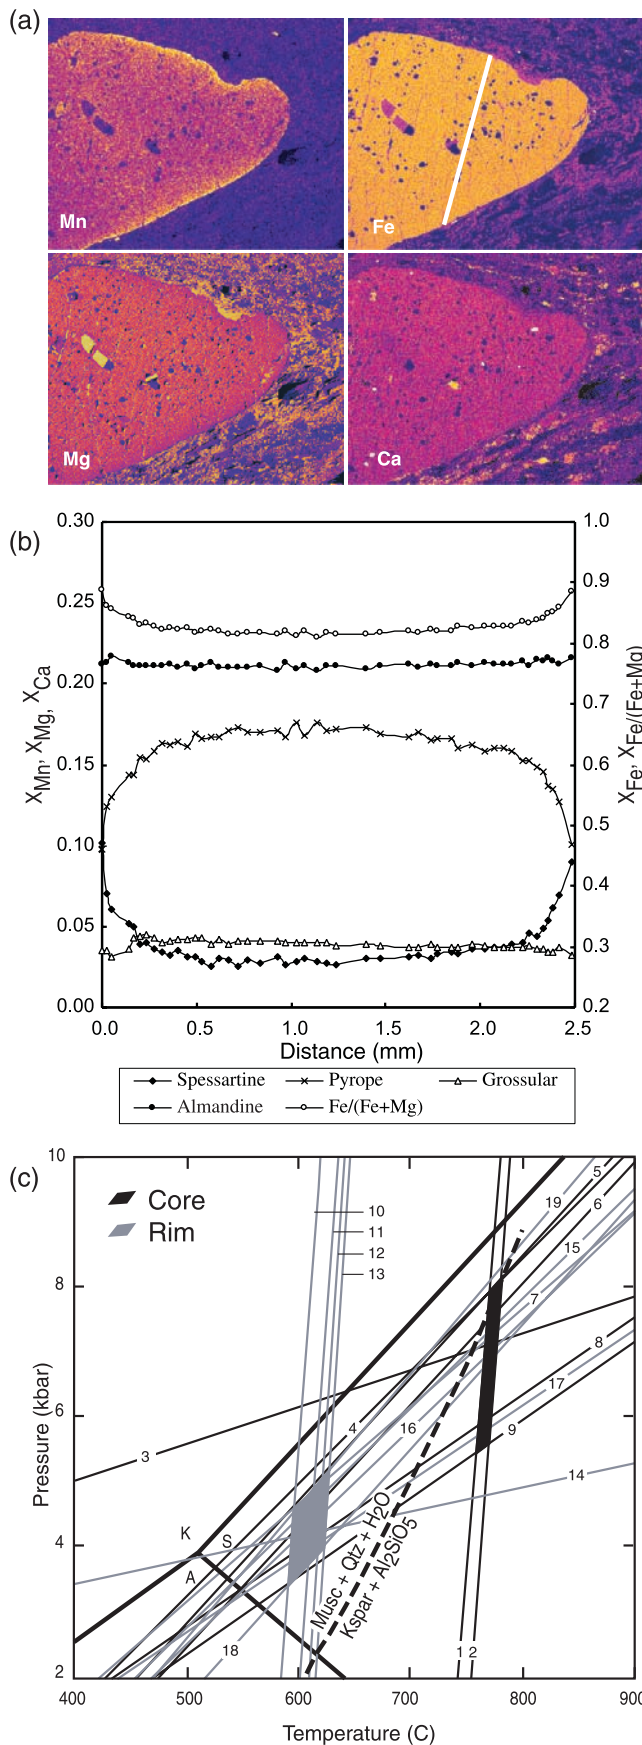 (a)
Mn
Fe
Mg
Ca
(b)
0.30
0.25
0.20
0.15
0.10
0.05
0.00
X_Mn, X_Mg, X_Ca
1.0
0.9
0.8
0.7
0.6
0.5
0.4
0.3
0.2
X_Fe, X_Fe/(Fe+Mg)
0.0 0.5 1.0 1.5 2.0 2.5
Distance (mm)
Spessartine Pyrope Grossular
Almandine Fe/(Fe+Mg)
(c)
10
8
6
4
2
Pressure (kbar)
Core
Rim
10
11
12
13
19
5
6
15
7
8
17
9
16
4
3
14
K
S
A
18
1 2
Musc + Qtz + H2O
Kspar + Al2SiO5
400 500 600 700 800 900
Temperature (C)